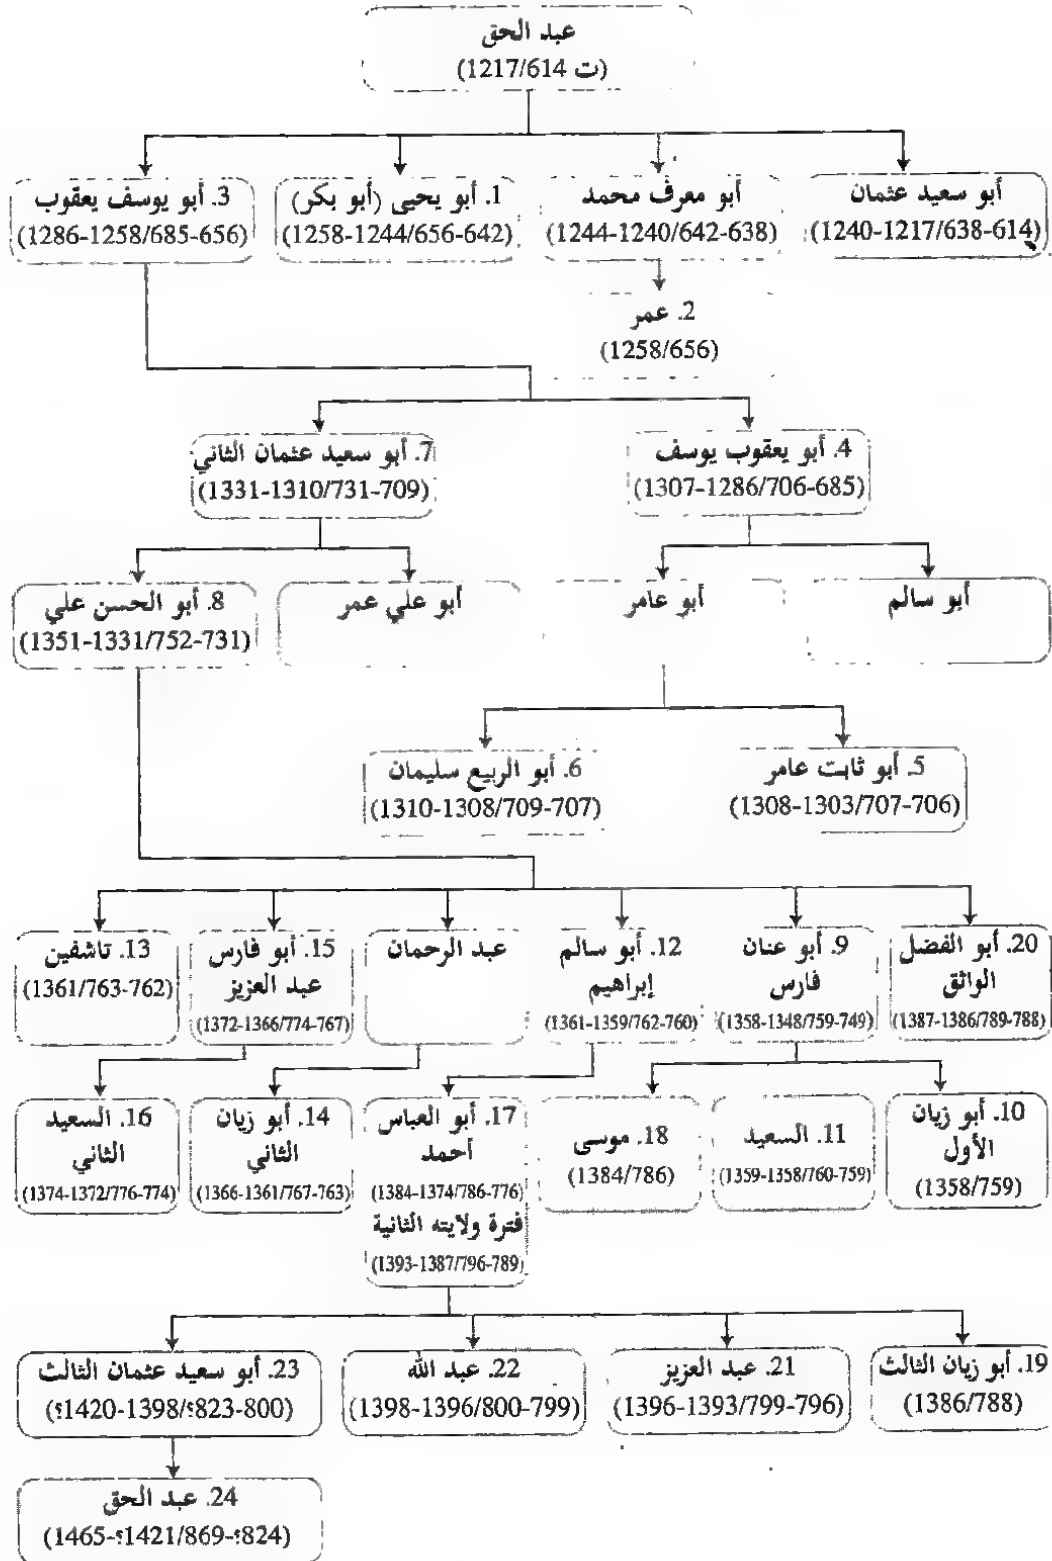 عبد الحق
(ت 1217/614)
أبو سعيد عثمان
(1240-1217/638-614)
أبو معرف محمد
(1244-1240/642-638)
1. أبو يحيى (أبو بكر)
(1258-1244/656-642)
3. أبو يوسف يعقوب
(1286-1258/685-656)
2. عمر
(1258/656)
4. أبو يعقوب يوسف
(1307-1286/706-685)
7. أبو سعيد عثمان الثاني
(1331-1310/731-709)
أبو سالم
أبو عامر
أبو علي عمر
8. أبو الحسن علي
(1351-1331/752-731)
5. أبو ثابت عامر
(1308-1303/707-706)
6. أبو الربيع سليمان
(1310-1308/709-707)
20. أبو الفضل
الواثق
(1387-1386/789-788)
9. أبو عنان
فارس
(1358-1348/759-749)
12. أبو سالم
إبراهيم
(1361-1359/762-760)
عبد الرحمان
15. أبو فارس
عبد العزيز
(1372-1366/774-767)
13. تاشفين
(1361/763-762)
10. أبو زيان
الأول
(1358/759)
11. السعيد
(1359-1358/760-759)
18. موسى
(1384/786)
17. أبو العباس
أحمد
(1384-1374/786-776)
فترة ولايته الثانية
(1393-1387/796-789)
14. أبو زيان
الثاني
(1366-1361/767-763)
16. السعيد
الثاني
(1374-1372/776-774)
19. أبو زيان الثالث
(1386/788)
21. عبد العزيز
(1396-1393/799-796)
22. عبد الله
(1398-1396/800-799)
23. أبو سعيد عثمان الثالث
(؟1420-1398/؟823-800)
24. عبد الحق
(1465-؟1421/869-؟824)